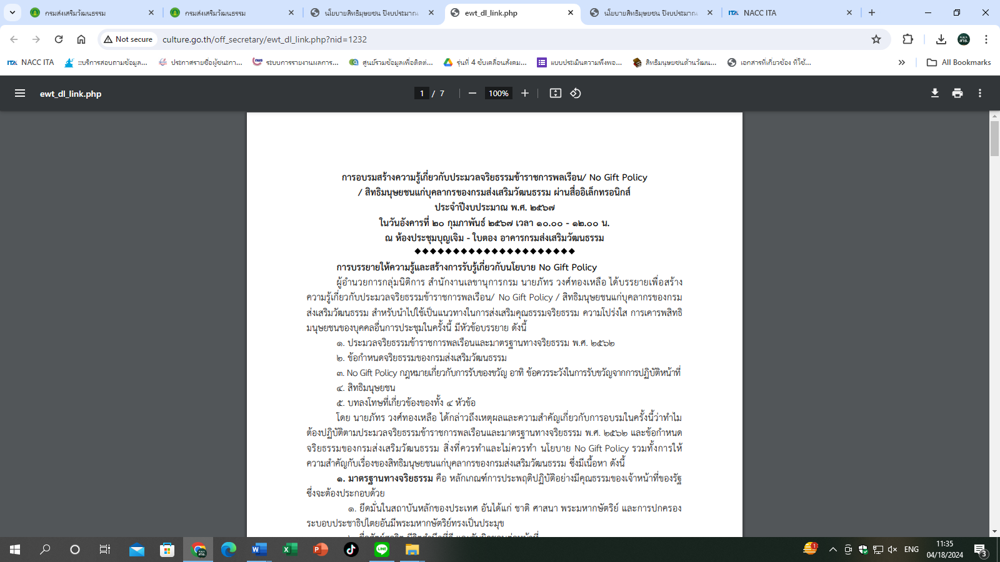 กรมส่งเสริมวัฒนธรรม
กรมส่งเสริมวัฒนธรรม
นโยบายสิทธิมนุษยชน ปีงบประมาณ
ewt_dl_link.php
นโยบายสิทธิมนุษยชน ปีงบประมาณ
NACC ITA
Not secure
culture.go.th/off_secretary/ewt_dl_link.php?nid=1232
NACC ITA
::บริการสอบถามข้อมูล...
ประกาศรายชื่อผู้ชนะกา...
ระบบการรายงานผลการ...
ศูนย์รวมข้อมูลเพื่อติดต่...
รุ่นที่ 4 ขับเคลื่อนสังคม...
แบบประเมินความพึงพอ...
สิทธิมนุษยชนด้านวัฒน...
เอกสารที่เกี่ยวข้อง ที่ใช้...
All Bookmarks
ewt_dl_link.php
1 / 7
100%
การอบรมสร้างความรู้เกี่ยวกับประมวลจริยธรรมข้าราชการพลเรือน/ No Gift Policy
/ สิทธิมนุษยชนแก่บุคลากรของกรมส่งเสริมวัฒนธรรม ผ่านสื่ออิเล็กทรอนิกส์
ประจำปีงบประมาณ พ.ศ. ๒๕๖๗
ในวันอังคารที่ ๒๐ กุมภาพันธ์ ๒๕๖๗ เวลา ๑๐.๐๐ - ๑๒.๐๐ น.
ณ ห้องประชุมบุญเจิม - ใบตอง อาคารกรมส่งเสริมวัฒนธรรม
การบรรยายให้ความรู้และสร้างการรับรู้เกี่ยวกับนโยบาย No Gift Policy
ผู้อำนวยการกลุ่มนิติการ สำนักงานเลขานุการกรม นายภัทร วงศ์ทองเหลือ ได้บรรยายเพื่อสร้าง
ความรู้เกี่ยวกับประมวลจริยธรรมข้าราชการพลเรือน/ No Gift Policy / สิทธิมนุษยชนแก่บุคลากรของกรม
ส่งเสริมวัฒนธรรม สำหรับนำไปใช้เป็นแนวทางในการส่งเสริมคุณธรรมจริยธรรม ความโปร่งใส การเคารพสิทธิ
มนุษยชนของบุคคลอื่นการประชุมในครั้งนี้ มีหัวข้อบรรยาย ดังนี้
๑. ประมวลจริยธรรมข้าราชการพลเรือนและมาตรฐานทางจริยธรรม พ.ศ. ๒๕๖๒
๒. ข้อกำหนดจริยธรรมของกรมส่งเสริมวัฒนธรรม
๓. No Gift Policy กฎหมายเกี่ยวกับการรับของขวัญ อาทิ ข้อควรระวังในการรับขวัญจากการปฏิบัติหน้าที่
๔. สิทธิมนุษยชน
๕. บทลงโทษที่เกี่ยวข้องของทั้ง ๔ หัวข้อ
โดย นายภัทร วงศ์ทองเหลือ ได้กล่าวถึงเหตุผลและความสำคัญเกี่ยวกับการอบรมในครั้งนี้ว่าทำไม
ต้องปฏิบัติตามประมวลจริยธรรมข้าราชการพลเรือนและมาตรฐานทางจริยธรรม พ.ศ. ๒๕๖๒ และข้อกำหนด
จริยธรรมของกรมส่งเสริมวัฒนธรรม สิ่งที่ควรทำและไม่ควรทำ นโยบาย No Gift Policy รวมทั้งการให้
ความสำคัญกับเรื่องของสิทธิมนุษยชนแก่บุคลากรของกรมส่งเสริมวัฒนธรรม ซึ่งมีเนื้อหา ดังนี้
๑. มาตรฐานทางจริยธรรม คือ หลักเกณฑ์การประพฤติปฏิบัติอย่างมีคุณธรรมของเจ้าหน้าที่ของรัฐ
ซึ่งจะต้องประกอบด้วย
๑. ยึดมั่นในสถาบันหลักของประเทศ อันได้แก่ ชาติ ศาสนา พระมหากษัตริย์ และการปกครอง
ระบอบประชาธิปไตยอันมีพระมหากษัตริย์ทรงเป็นประมุข
ENG
11:35
04/18/2024
3